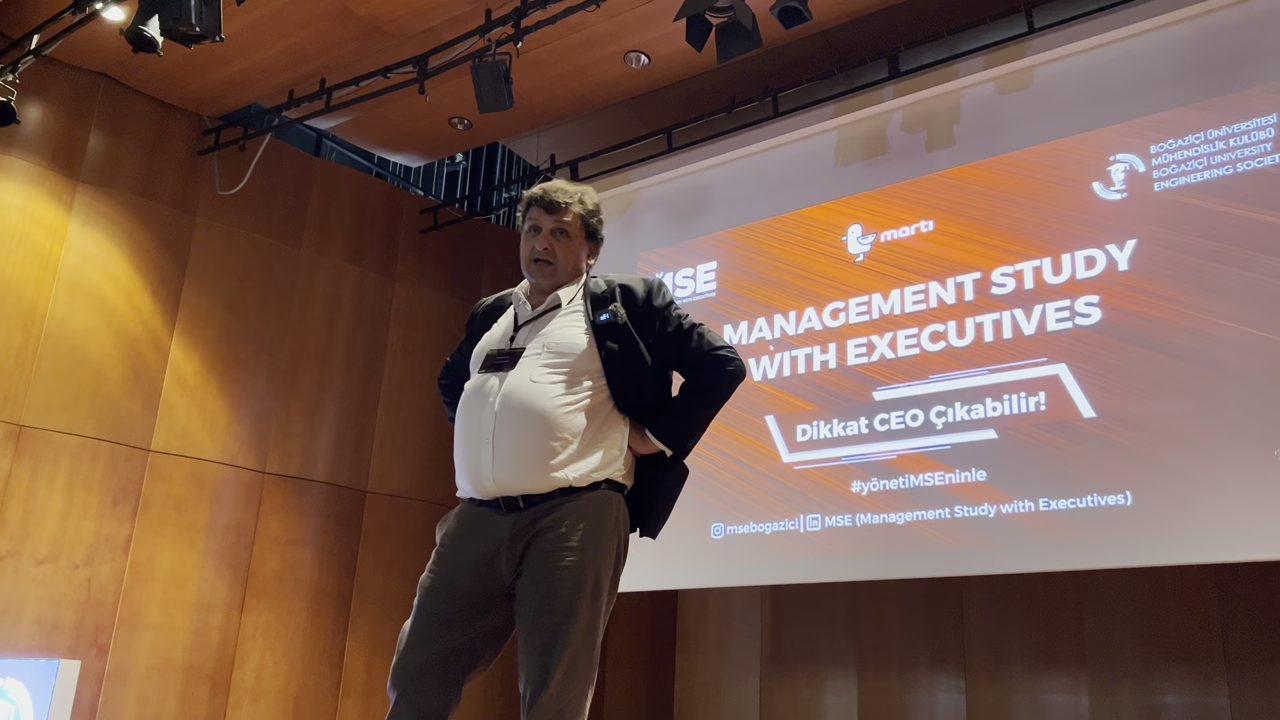 BOĞAZİÇİ ÜNİVERSİTESİ
MÜHENDİSLİK KULÜBÜ
BOĞAZİÇİ UNIVERSITY
ENGINEERING SOCIET
martı
MSE
MANAGEMENT STUDY
WITH EXECUTIVES
Dikkat CEO Çıkabilir!
#yönetiMSEninle
msebogazici| MSE (Management Study with Executives)